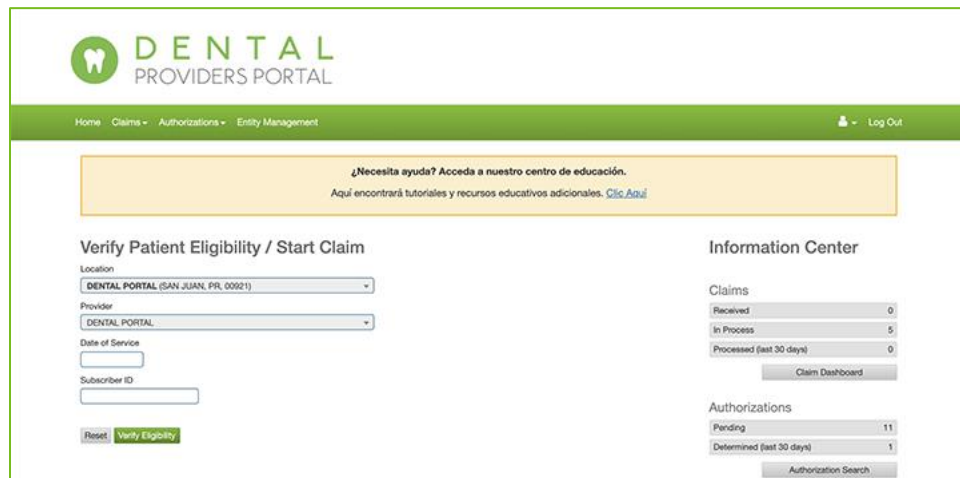 DENTAL
PROVIDERS PORTAL
Home Claims Authorizations Entity Management Log Out
¿Necesita ayuda? Acceda a nuestro centro de educación.
Aquí encontrará tutoriales y recursos educativos adicionales. Clic Aquí
Verify Patient Eligibility / Start Claim
Location
DENTAL PORTAL (SAN JUAN, PR, 00921)
Provider
DENTAL PORTAL
Date of Service
Subscriber ID
Reset Verify Eligibility
Information Center
Claims
Received 0
In Process 5
Processed (last 30 days) 0
Claim Dashboard
Authorizations
Pending 11
Determined (last 30 days) 1
Authorization Search